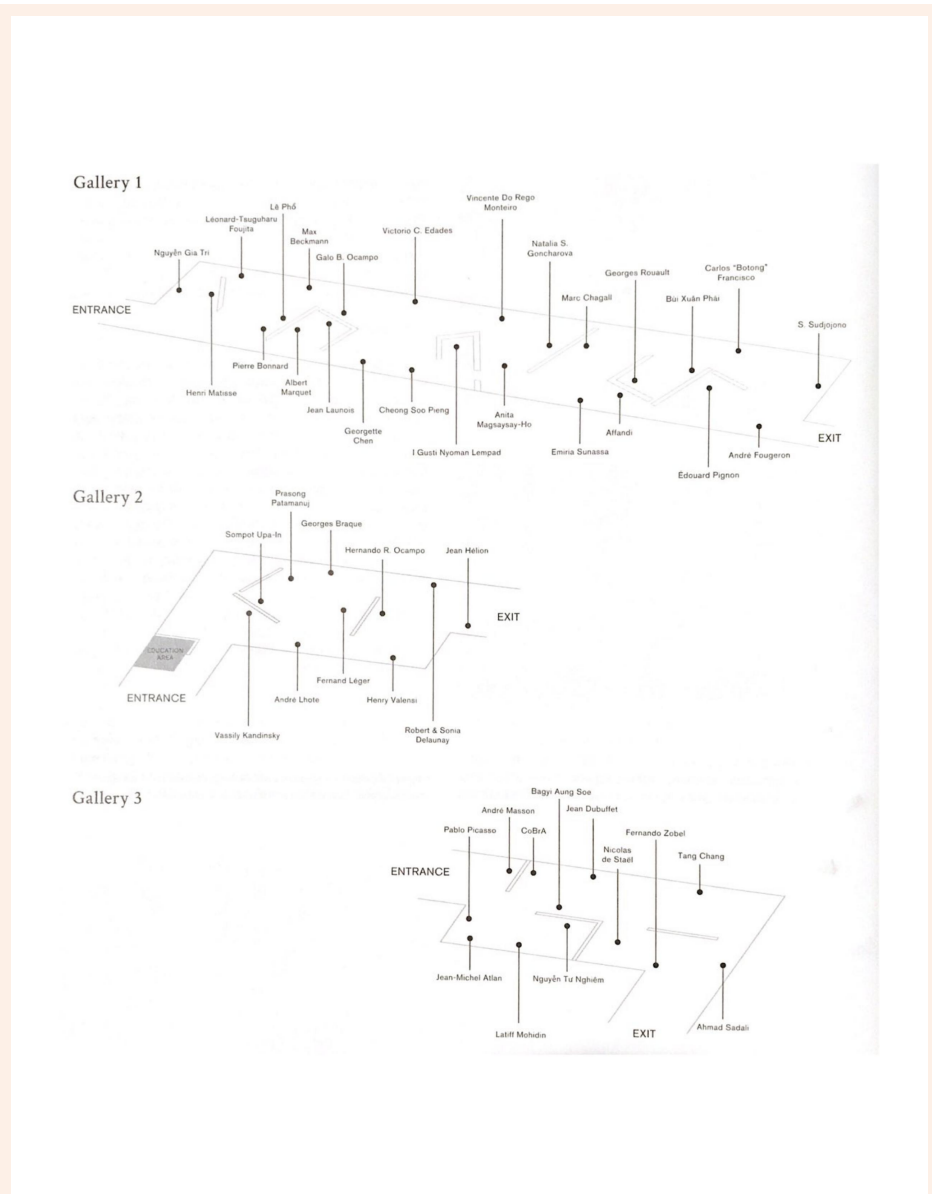 Gallery 1
Vincente Do Rego
Monteiro
Lê Phổ
Léonard-Tsuguharu
Foujita
Max
Beckmann
Victorio C. Edades
Natalia S.
Goncharova
Nguyễn Gia Trí
Galo B. Ocampo
Georges Rouault
Carlos "Botong"
Francisco
Marc Chagall
Bùi Xuân Phái
ENTRANCE
S. Sudjojono
Pierre Bonnard
Henri Matisse
Albert
Marquet
Jean Launois
Cheong Soo Pieng
Anita
Magsaysay-Ho
Georgette
Chen
Affandi
EXIT
I Gusti Nyoman Lempad
Emiria Sunassa
André Fougeron
Édouard Pignon
Gallery 2
Prasong
Patamanuj
Georges Braque
Sompot Upa-In
Hernando R. Ocampo
Jean Hélion
EXIT
EDUCATION
AREA
Fernand Léger
ENTRANCE
André Lhote
Henry Valensi
Vassily Kandinsky
Robert & Sonia
Delaunay
Gallery 3
Bagyi Aung Soe
André Masson
Jean Dubuffet
Pablo Picasso
CoBrA
Fernando Zobel
Nicolas
de Staël
Tang Chang
ENTRANCE
Jean-Michel Atlan
Nguyễn Tư Nghiêm
Latiff Mohidin
EXIT
Ahmad Sadali